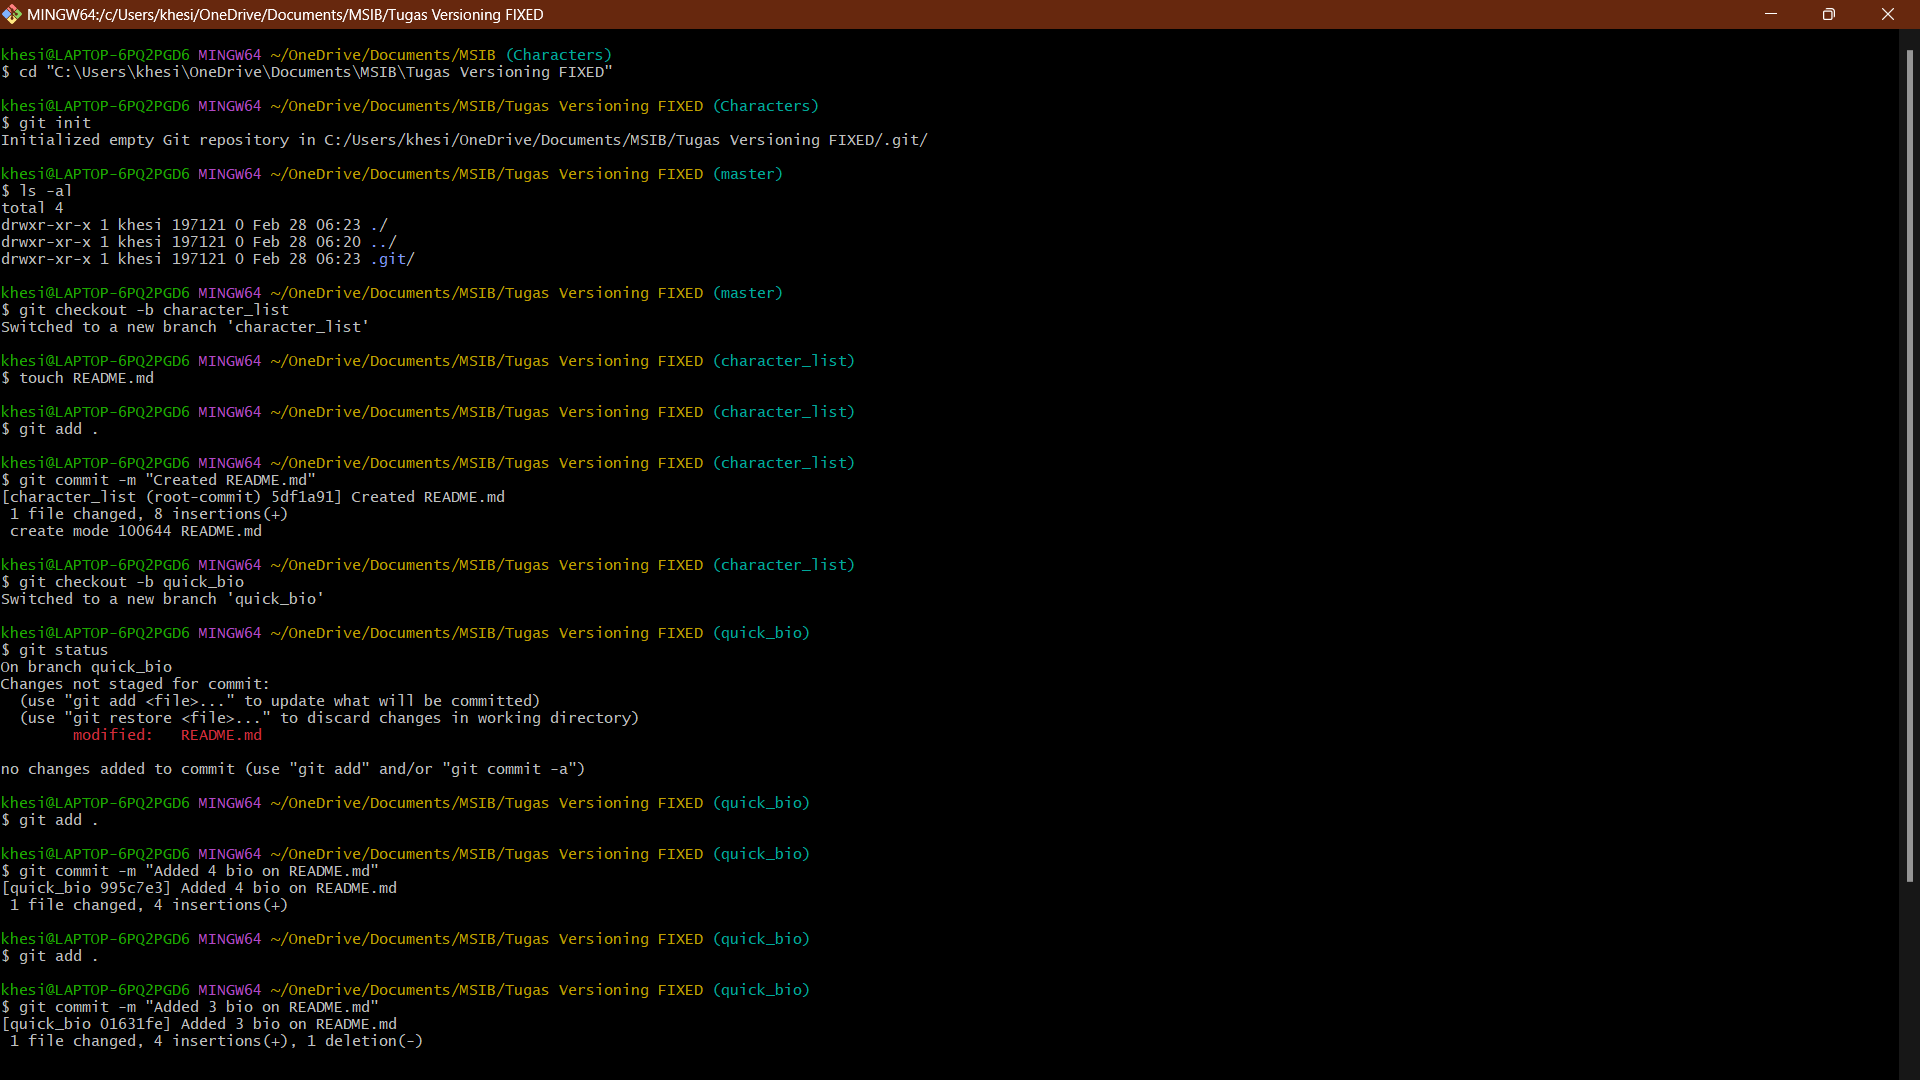 MINGW64:/c/Users/khesi/OneDrive/Documents/MSIB/Tugas Versioning FIXED
khesi@LAPTOP-6PQ2PGD6 MINGW64 ~/OneDrive/Documents/MSIB (Characters)
$ cd "C:\Users\khesi\OneDrive\Documents\MSIB\Tugas Versioning FIXED"
khesi@LAPTOP-6PQ2PGD6 MINGW64 ~/OneDrive/Documents/MSIB/Tugas Versioning FIXED (Characters)
$ git init
Initialized empty Git repository in C:/Users/khesi/OneDrive/Documents/MSIB/Tugas Versioning FIXED/.git/
khesi@LAPTOP-6PQ2PGD6 MINGW64 ~/OneDrive/Documents/MSIB/Tugas Versioning FIXED (master)
$ ls -al
total 4
drwxr-xr-x 1 khesi 197121 0 Feb 28 06:23 ./
drwxr-xr-x 1 khesi 197121 0 Feb 28 06:20 ../
drwxr-xr-x 1 khesi 197121 0 Feb 28 06:23 .git/
khesi@LAPTOP-6PQ2PGD6 MINGW64 ~/OneDrive/Documents/MSIB/Tugas Versioning FIXED (master)
$ git checkout -b character_list
Switched to a new branch 'character_list'
khesi@LAPTOP-6PQ2PGD6 MINGW64 ~/OneDrive/Documents/MSIB/Tugas Versioning FIXED (character_list)
$ touch README.md
khesi@LAPTOP-6PQ2PGD6 MINGW64 ~/OneDrive/Documents/MSIB/Tugas Versioning FIXED (character_list)
$ git add .
khesi@LAPTOP-6PQ2PGD6 MINGW64 ~/OneDrive/Documents/MSIB/Tugas Versioning FIXED (character_list)
$ git commit -m "Created README.md"
[character_list (root-commit) 5df1a91] Created README.md
1 file changed, 8 insertions(+)
create mode 100644 README.md
khesi@LAPTOP-6PQ2PGD6 MINGW64 ~/OneDrive/Documents/MSIB/Tugas Versioning FIXED (character_list)
$ git checkout -b quick_bio
Switched to a new branch 'quick_bio'
khesi@LAPTOP-6PQ2PGD6 MINGW64 ~/OneDrive/Documents/MSIB/Tugas Versioning FIXED (quick_bio)
$ git status
On branch quick_bio
Changes not staged for commit:
(use "git add <file>..." to update what will be committed)
(use "git restore <file>..." to discard changes in working directory)
modified:   README.md
no changes added to commit (use "git add" and/or "git commit -a")
khesi@LAPTOP-6PQ2PGD6 MINGW64 ~/OneDrive/Documents/MSIB/Tugas Versioning FIXED (quick_bio)
$ git add .
khesi@LAPTOP-6PQ2PGD6 MINGW64 ~/OneDrive/Documents/MSIB/Tugas Versioning FIXED (quick_bio)
$ git commit -m "Added 4 bio on README.md"
[quick_bio 995c7e3] Added 4 bio on README.md
1 file changed, 4 insertions(+)
khesi@LAPTOP-6PQ2PGD6 MINGW64 ~/OneDrive/Documents/MSIB/Tugas Versioning FIXED (quick_bio)
$ git add .
khesi@LAPTOP-6PQ2PGD6 MINGW64 ~/OneDrive/Documents/MSIB/Tugas Versioning FIXED (quick_bio)
$ git commit -m "Added 3 bio on README.md"
[quick_bio 01631fe] Added 3 bio on README.md
1 file changed, 4 insertions(+), 1 deletion(-)